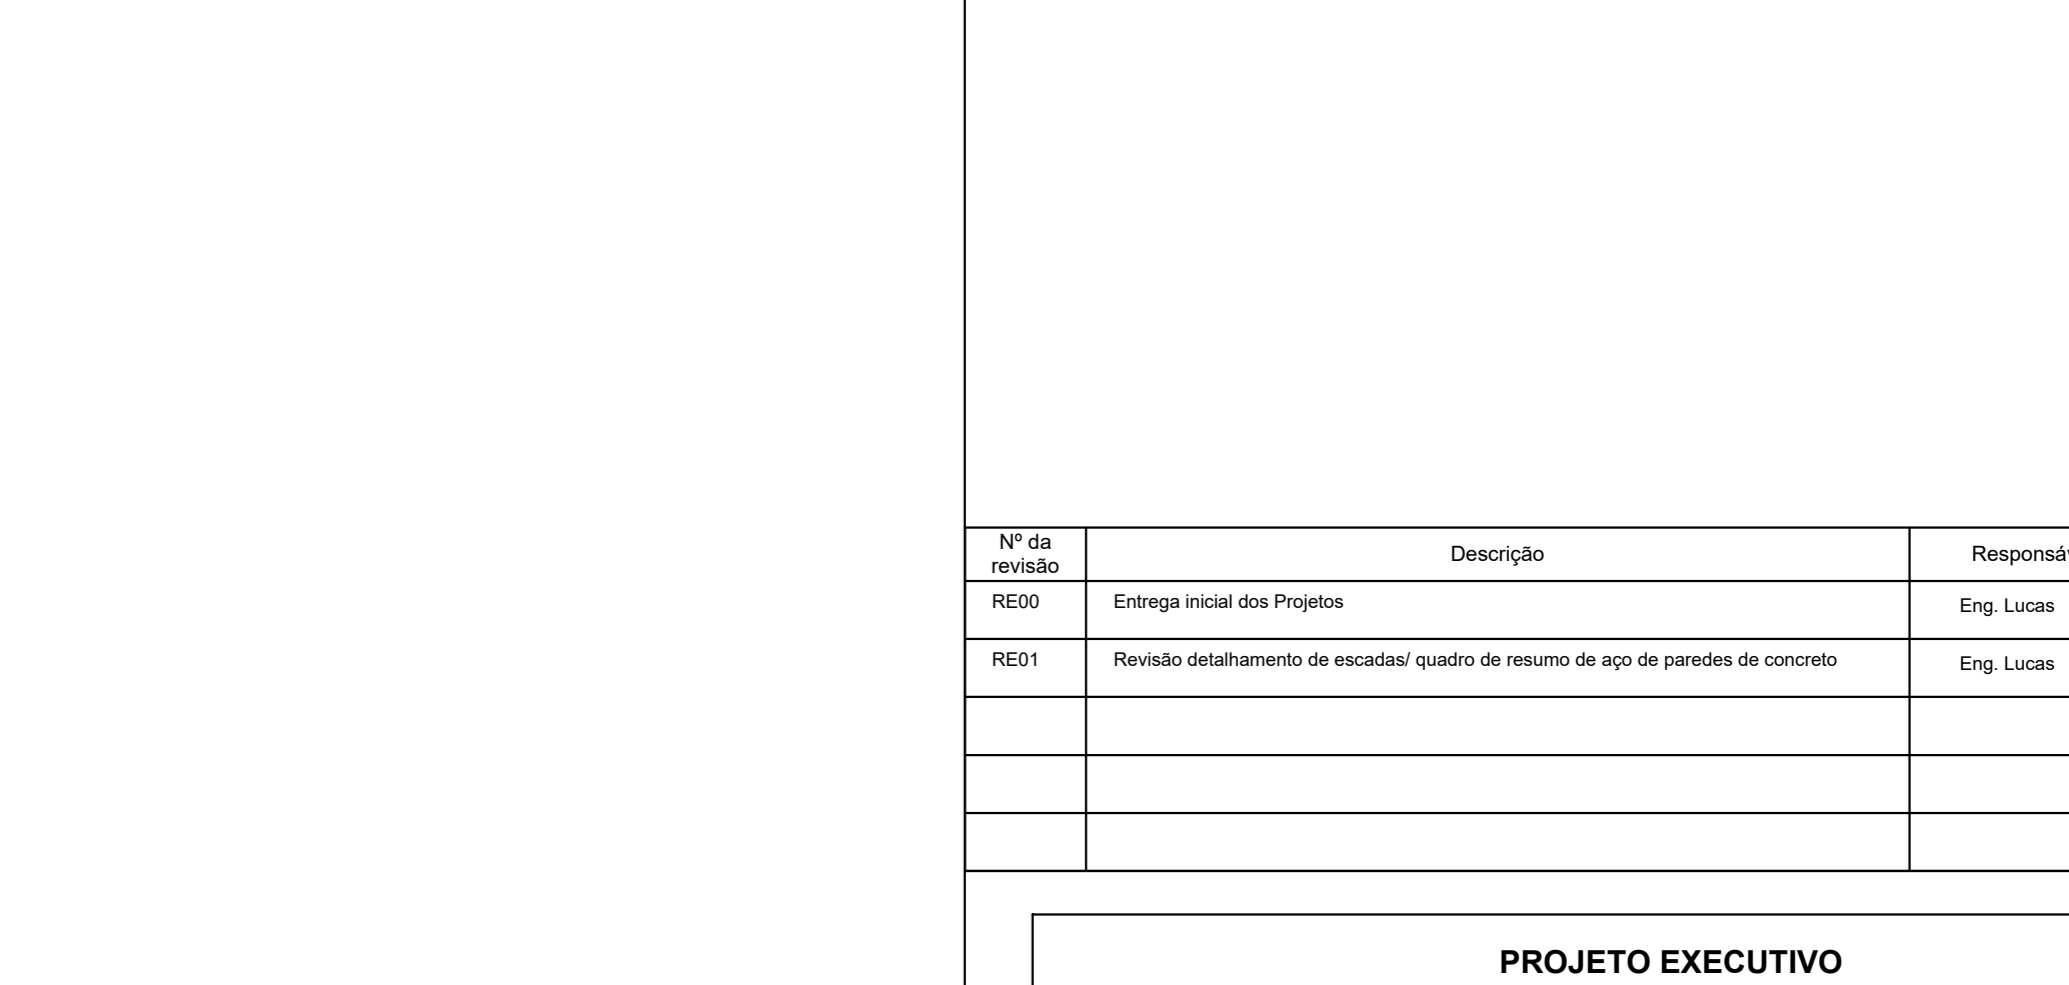 Nº da
revisão
Descrição
Responsá
RE00
Entrega inicial dos Projetos
Eng. Lucas
RE01
Revisão detalhamento de escadas/ quadro de resumo de aço de paredes de concreto
Eng. Lucas
PROJETO EXECUTIVO